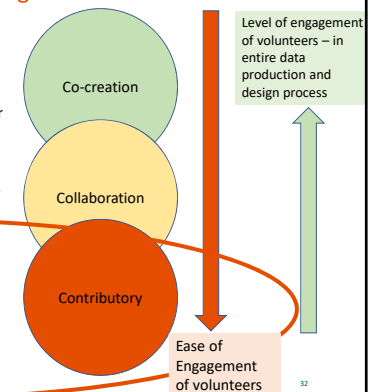 Level of engagement
of volunteers – in
entire data
production and
design process
Co-creation
Collaboration
Contributory
Ease of
Engagement
of volunteers
32